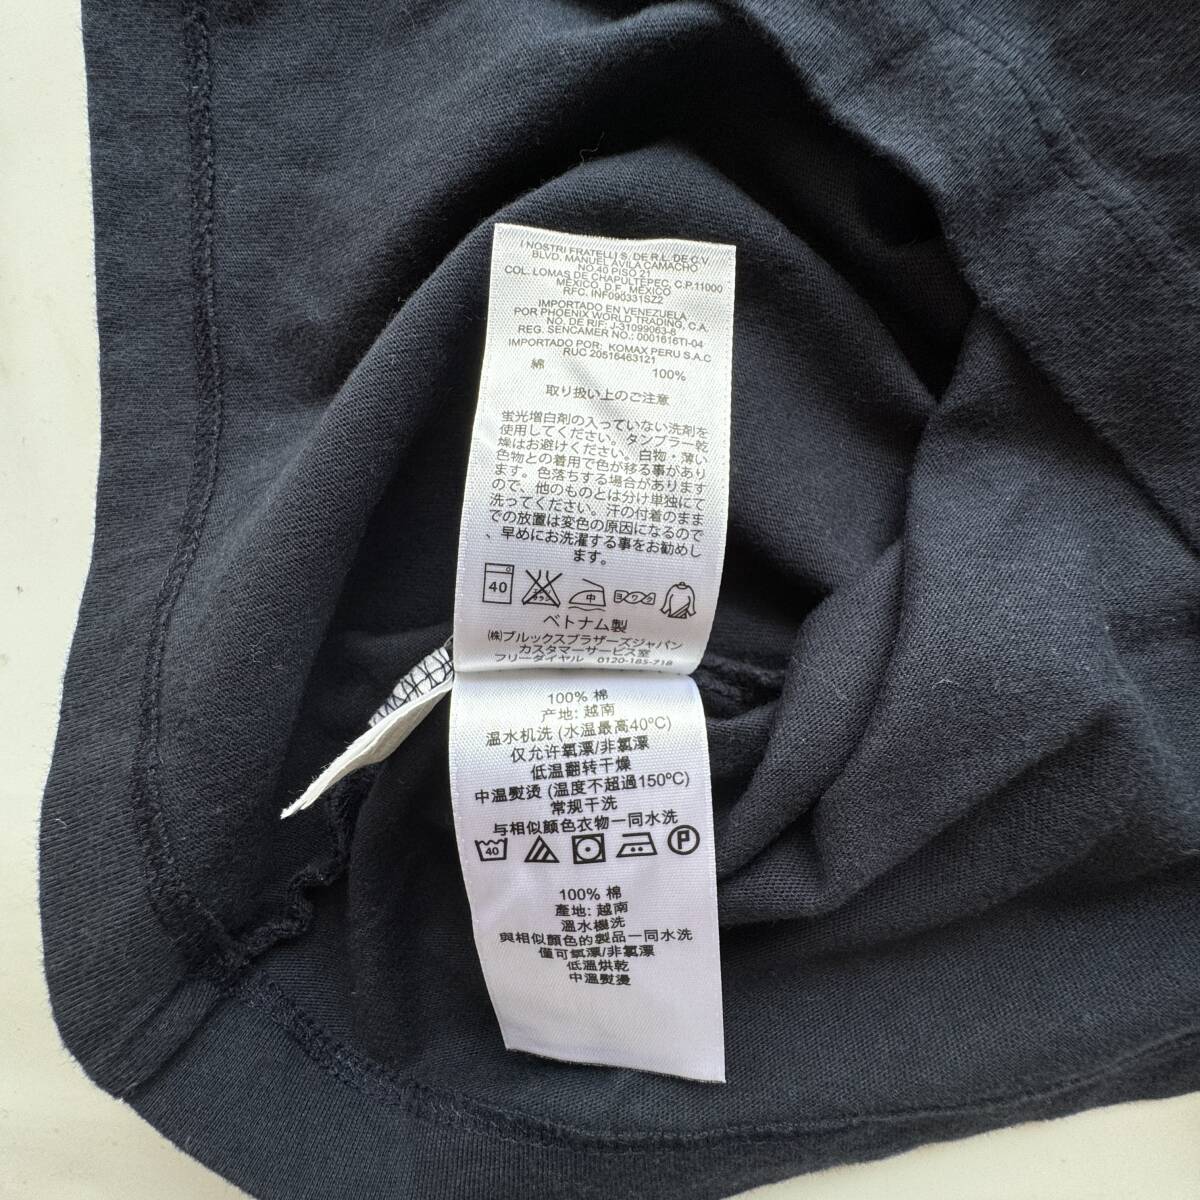 I NOSTRI FRATELLI S. DE R.L. DE C.V.
BLVD. MANUEL AVILA CAMACHO
NO.40 PISO 21
COL. LOMAS DE CHAPULTEPEC, C.P.11000
MEXICO, D.F. MEXICO
RFC. INF090331SZ2
IMPORTADO EN VENEZUELA
POR PHOENIX WORLD TRADING, C.A.
NO. DE RIF: J-31099063-8
REG. SENCAMER NO.: 0001616TI-04
IMPORTADO POR: KOMAX PERU S.A.C
RUC 20516463121
綿 100%
取り扱い上のご注意
蛍光増白剤の入っていない洗剤を
使用してください。タンブラー乾
燥はお避けください。白物・薄い
色物との着用で色が移る事があり
ます。色落ちする場合があります
ので、他のものとは分け単独にて
洗ってください。汗の付着のまま
での放置は変色の原因になるので
、早めにお洗濯する事をお勧めし
ます。
40 中 ヨワク
ベトナム製
(株)ブルックスブラザーズジャパン
カスタマーサービス室
フリーダイヤル 0120-185-718
100% 棉
产地: 越南
温水机洗 (水温最高40ºC)
仅允许氧漂/非氯漂
低温翻转干燥
中温熨烫 (温度不超過150ºC)
常规干洗
与相似颜色衣物一同水洗
40 P
100% 棉
產地: 越南
溫水機洗
與相似顏色的製品一同水洗
僅可氧漂/非氯漂
低溫烘乾
中溫熨燙